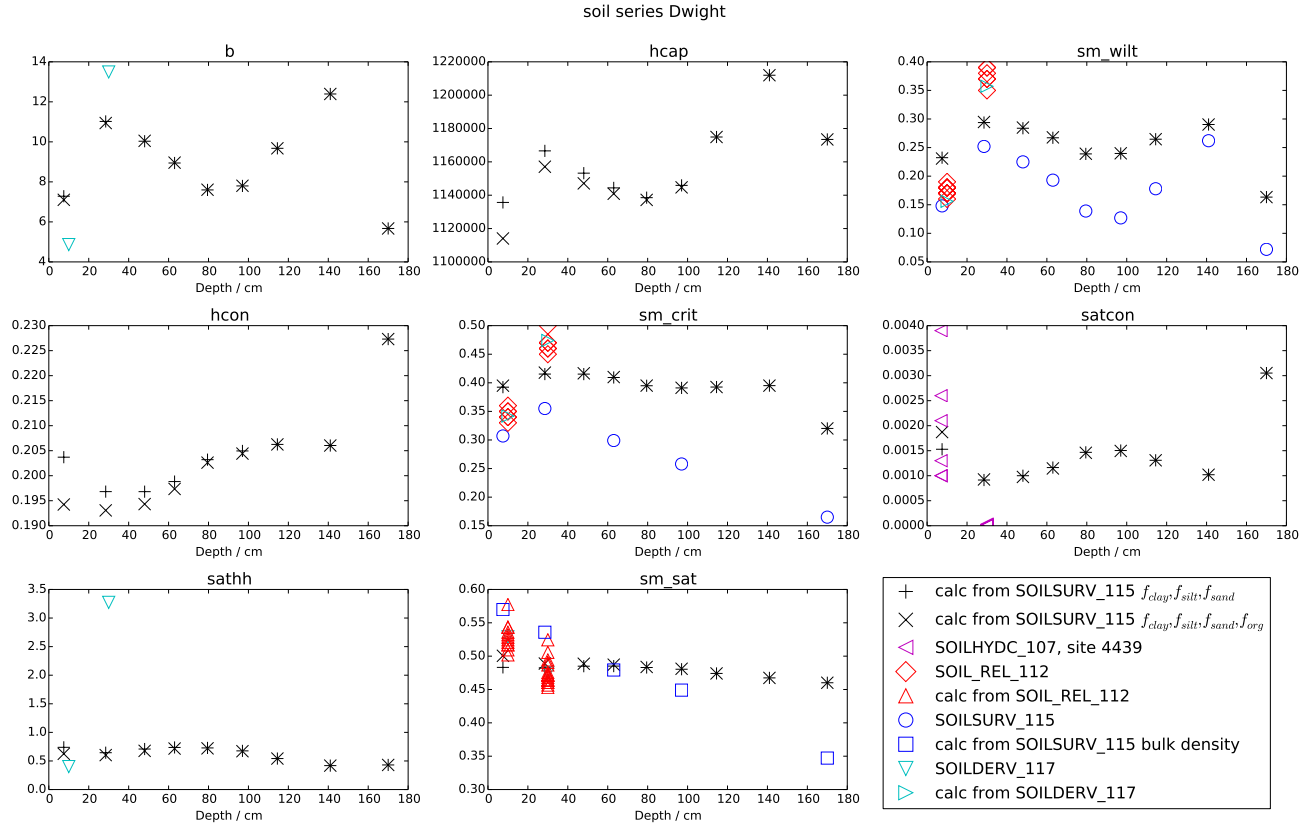 soil series Dwight
b
14
12
10
8
6
4
0 20 40 60 80 100 120 140 160 180
Depth / cm
hcap
1220000
1200000
1180000
1160000
1140000
1120000
1100000
0 20 40 60 80 100 120 140 160 180
Depth / cm
sm_wilt
0.40
0.35
0.30
0.25
0.20
0.15
0.10
0.05
0 20 40 60 80 100 120 140 160 180
Depth / cm
hcon
0.230
0.225
0.220
0.215
0.210
0.205
0.200
0.195
0.190
0 20 40 60 80 100 120 140 160 180
Depth / cm
sm_crit
0.50
0.45
0.40
0.35
0.30
0.25
0.20
0.15
0 20 40 60 80 100 120 140 160 180
Depth / cm
satcon
0.0040
0.0035
0.0030
0.0025
0.0020
0.0015
0.0010
0.0005
0.0000
0 20 40 60 80 100 120 140 160 180
Depth / cm
sathh
3.5
3.0
2.5
2.0
1.5
1.0
0.5
0.0
0 20 40 60 80 100 120 140 160 180
Depth / cm
sm_sat
0.60
0.55
0.50
0.45
0.40
0.35
0.30
0 20 40 60 80 100 120 140 160 180
Depth / cm
calc from SOILSURV_115 f_clay, f_silt, f_sand
calc from SOILSURV_115 f_clay, f_silt, f_sand, f_org
SOILHYDC_107, site 4439
SOIL_REL_112
calc from SOIL_REL_112
SOILSURV_115
calc from SOILSURV_115 bulk density
SOILDERV_117
calc from SOILDERV_117